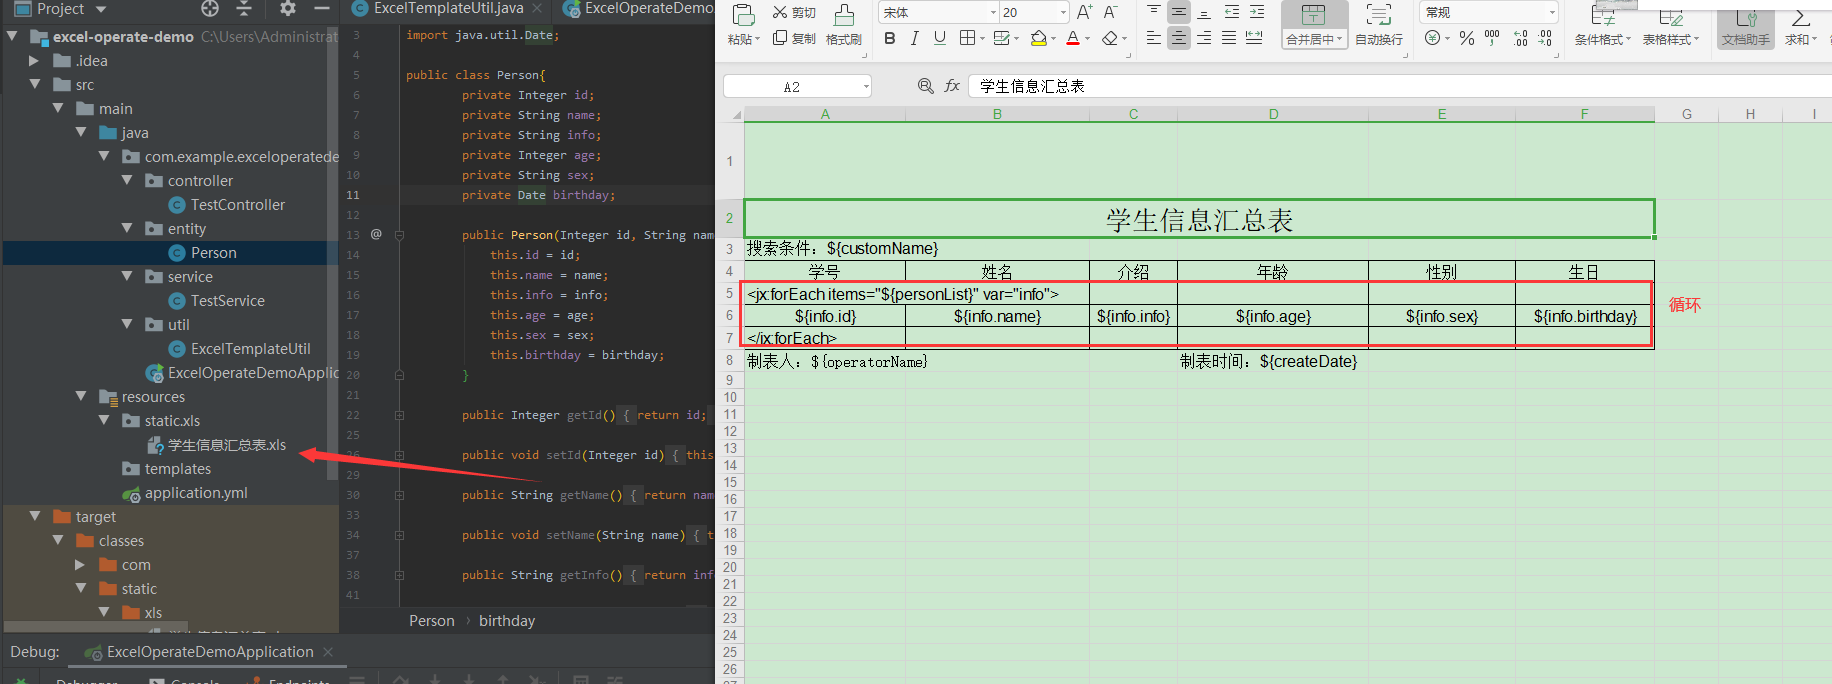 Project
excel-operate-demo C:\Users\Administrat
.idea
src
main
java
com.example.exceloperatede
controller
TestController
entity
Person
service
TestService
util
ExcelTemplateUtil
ExcelOperateDemoApplic
resources
static.xls
学生信息汇总表.xls
templates
application.yml
target
classes
com
static
xls
Debug: ExcelOperateDemoApplication
Debugger Console Endpoints
ExcelTemplateUtil.java ExcelOperateDemo
3 import java.util.Date;
4
5 public class Person{
6 private Integer id;
7 private String name;
8 private String info;
9 private Integer age;
10 private String sex;
11 private Date birthday;
12
13 @ public Person(Integer id, String nam
14 this.id = id;
15 this.name = name;
16 this.info = info;
17 this.age = age;
18 this.sex = sex;
19 this.birthday = birthday;
20 }
21
22 public Integer getId() { return id;
25
26 public void setId(Integer id) { this
29
30 public String getName() { return nam
33
34 public void setName(String name) { t
37
38 public String getInfo() { return inf
41
Person › birthday
粘贴 剪切 复制 格式刷
宋体 20 A+ A-
B I U A
合并居中 自动换行
常规
¥ % 000 .00
条件格式 表格样式 文档助手 求和
A2 fx 学生信息汇总表
A B C D E F G H I
1
2 学生信息汇总表
3 搜索条件：${customName}
4 学号 姓名 介绍 年龄 性别 生日
5 <jx:forEach items="${personList}" var="info">
循环
6 ${info.id} ${info.name} ${info.info} ${info.age} ${info.sex} ${info.birthday}
7 </jx:forEach>
8 制表人：${operatorName} 制表时间：${createDate}
9
10
11
12
13
14
15
16
17
18
19
20
21
22
23
24
25
26